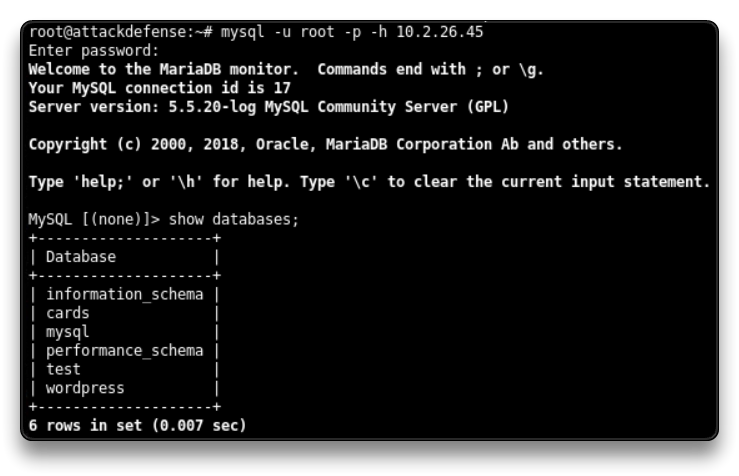 root@attackdefense:~# mysql -u root -p -h 10.2.26.45
Enter password:
Welcome to the MariaDB monitor.  Commands end with ; or \g.
Your MySQL connection id is 17
Server version: 5.5.20-log MySQL Community Server (GPL)

Copyright (c) 2000, 2018, Oracle, MariaDB Corporation Ab and others.

Type 'help;' or '\h' for help. Type '\c' to clear the current input statement.

MySQL [(none)]> show databases;
+--------------------+
| Database           |
+--------------------+
| information_schema |
| cards              |
| mysql              |
| performance_schema |
| test               |
| wordpress          |
+--------------------+
6 rows in set (0.007 sec)